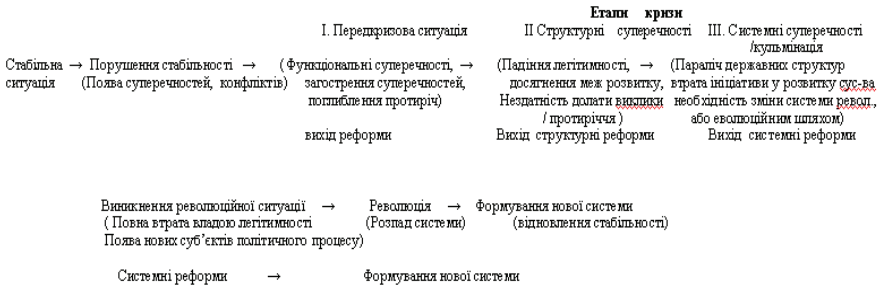 Етапи кризи
І. Передкризова ситуація ІІ Структурні суперечності ІІІ. Системні суперечності
/кульмінація
Стабільна → Порушення стабільності → ( Функціональні суперечності, → (Падіння легітимності, → (Параліч державних структур
ситуація (Поява суперечностей, конфліктів) загострення суперечностей, досягнення меж розвитку, втрата ініціативи у розвитку сус-ва
поглиблення протиріч) Нездатність долати виклики необхідність зміни системи револ.,
/ протиріччя ) або еволюційним шляхом)
вихід реформи Вихід структурні реформи Вихід системні реформи
Виникнення революційної ситуації → Революція → Формування нової системи
( Повна втрата владою легітимності (Розпад системи) (відновлення стабільності)
Поява нових суб’єктів політичного процесу)
Системні реформи → Формування нової системи